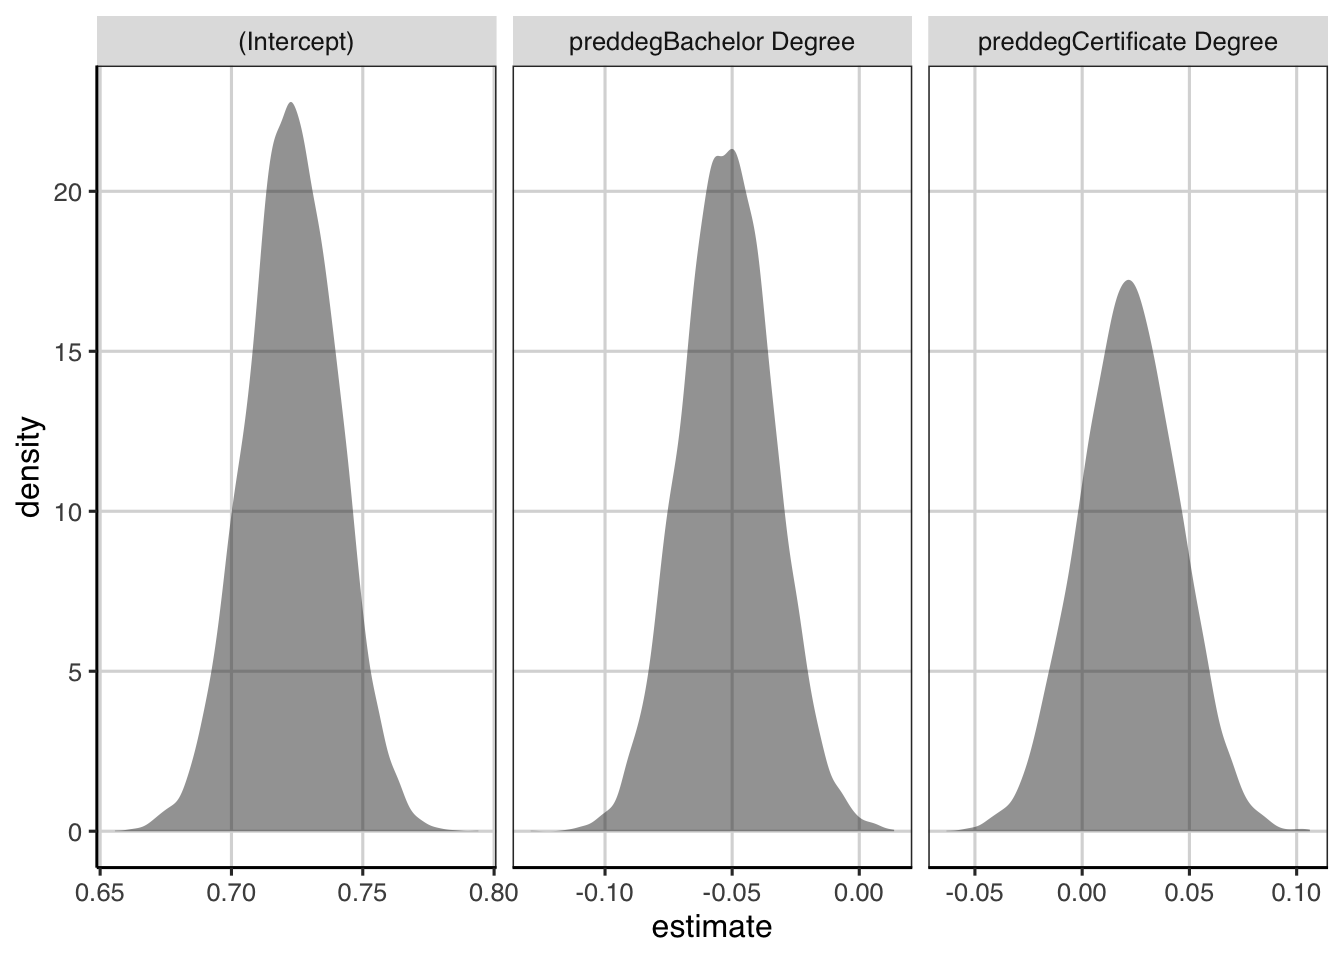 (Intercept) preddegBachelor Degree preddegCertificate Degree
20
15
10
5
0
density
0.65 0.70 0.75 0.80 -0.10 -0.05 0.00 -0.05 0.00 0.05 0.10
estimate